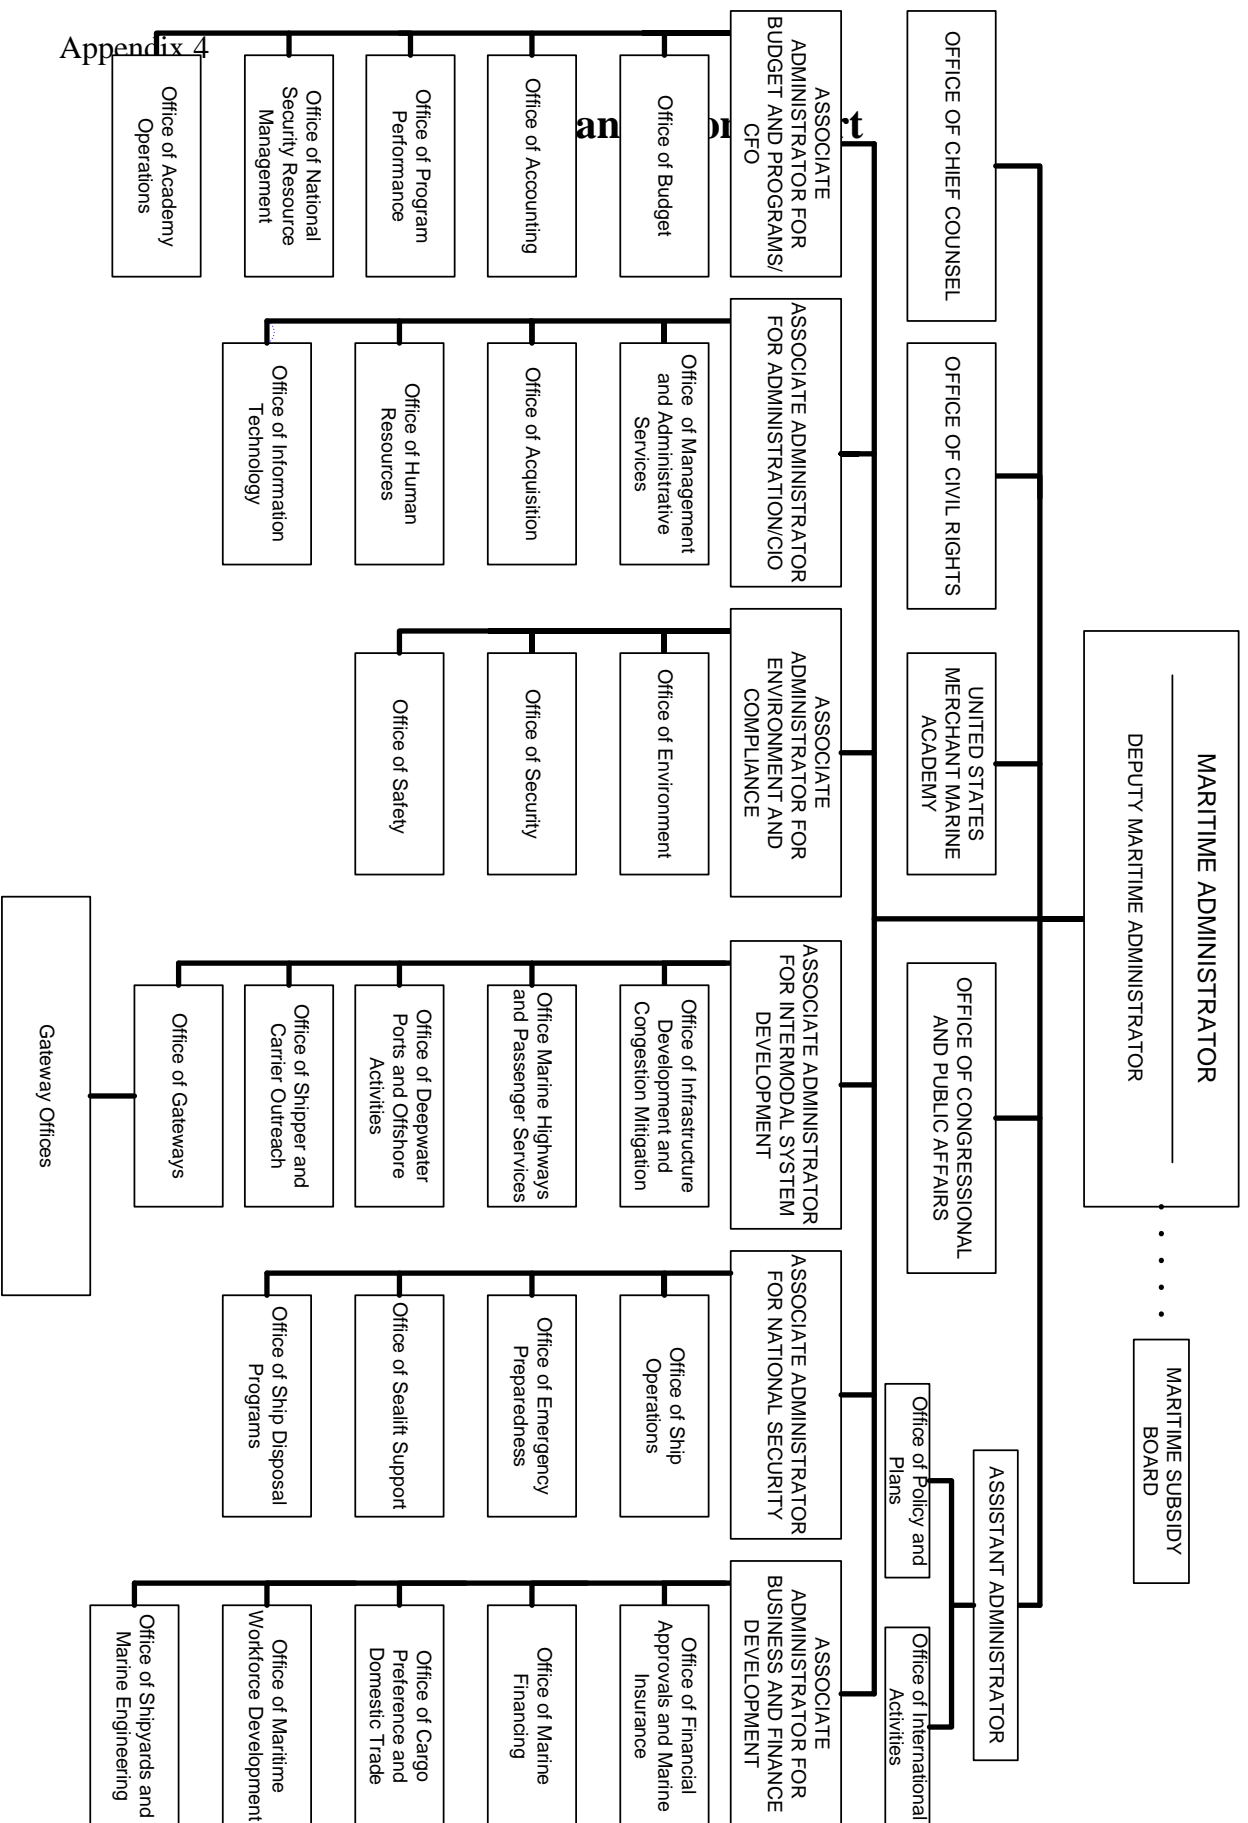 Appendix 4
MARITIME ADMINISTRATOR
DEPUTY MARITIME ADMINISTRATOR
MARITIME SUBSIDY
BOARD
OFFICE OF CHIEF COUNSEL
OFFICE OF CIVIL RIGHTS
UNITED STATES
MERCHANT MARINE
ACADEMY
OFFICE OF CONGRESSIONAL
AND PUBLIC AFFAIRS
ASSISTANT ADMINISTRATOR
Office of Policy and
Plans
Office of International
Activities
ASSOCIATE
ADMINISTRATOR FOR
BUDGET AND PROGRAMS/
CFO
Office of Budget
Office of Accounting
Office of Program
Performance
Office of National
Security Resource
Management
Office of Academy
Operations
ASSOCIATE ADMINISTRATOR
FOR ADMINISTRATION/CIO
Office of Management
and Administrative
Services
Office of Acquisition
Office of Human
Resources
Office of Information
Technology
ASSOCIATE
ADMINISTRATOR FOR
ENVIRONMENT AND
COMPLIANCE
Office of Environment
Office of Security
Office of Safety
ASSOCIATE ADMINISTRATOR
FOR INTERMODAL SYSTEM
DEVELOPMENT
Office of Infrastructure
Development and
Congestion Mitigation
Office Marine Highways
and Passenger Services
Office of Deepwater
Ports and Offshore
Activities
Office of Shipper and
Carrier Outreach
Office of Gateways
Gateway Offices
ASSOCIATE ADMINISTRATOR
FOR NATIONAL SECURITY
Office of Ship
Operations
Office of Emergency
Preparedness
Office of Sealift Support
Office of Ship Disposal
Programs
ASSOCIATE
ADMINISTRATOR FOR
BUSINESS AND FINANCE
DEVELOPMENT
Office of Financial
Approvals and Marine
Insurance
Office of Marine
Financing
Office of Cargo
Preference and
Domestic Trade
Office of Maritime
Workforce Development
Office of Shipyards and
Marine Engineering